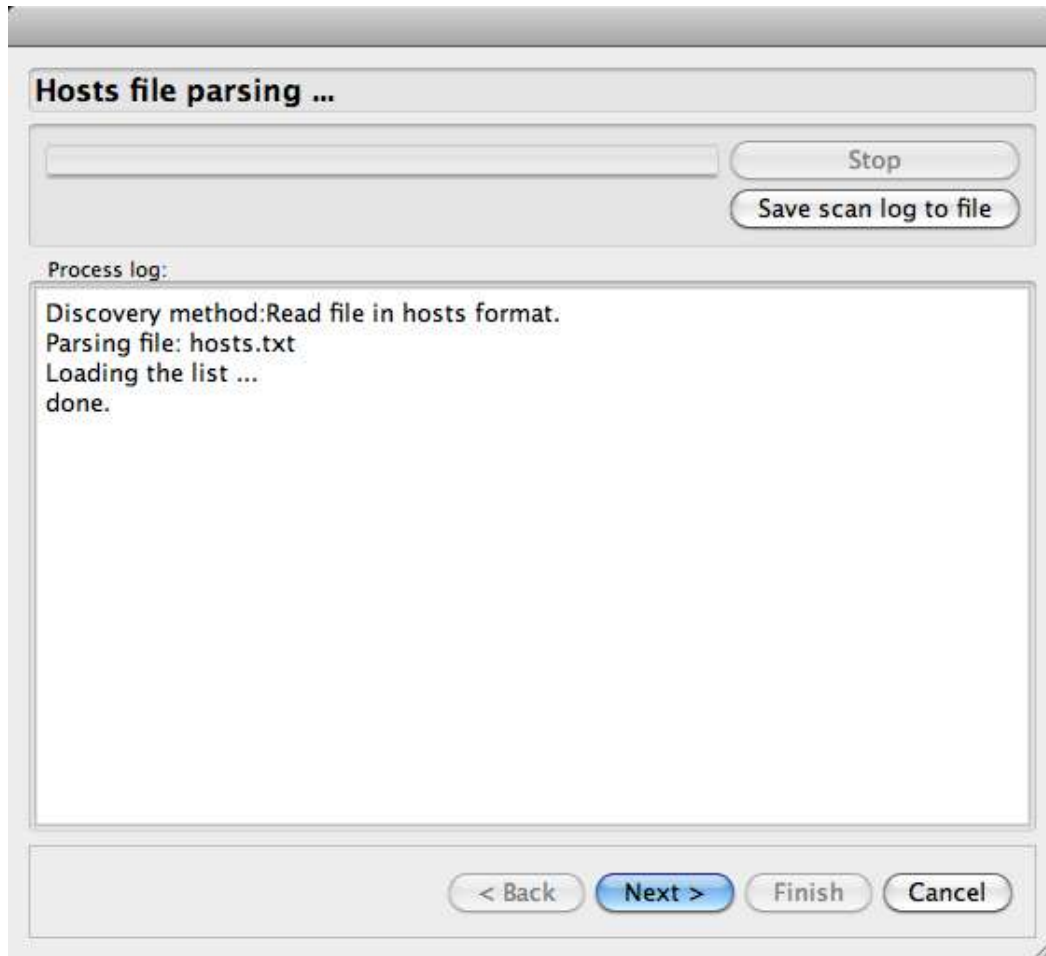 Hosts file parsing ...
Stop
Save scan log to file
Process log:
Discovery method:Read file in hosts format.
Parsing file: hosts.txt
Loading the list ...
done.
< Back
Next >
Finish
Cancel